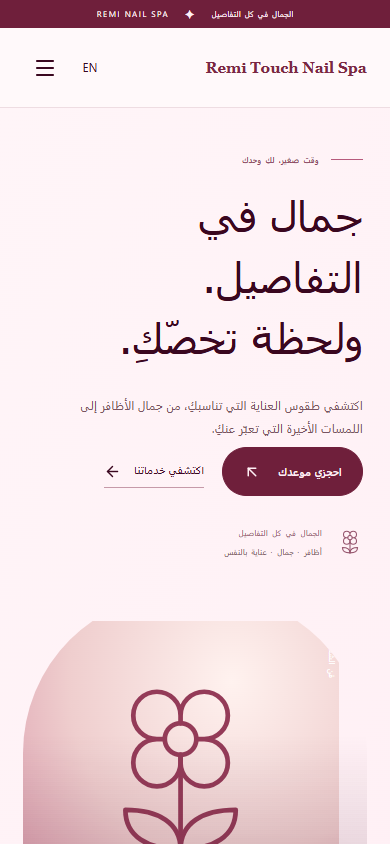 الجمال في كل التفاصيل ✦ REMI NAIL SPA
Remi Touch Nail Spa
EN
وقت صغير، لكِ وحدك
جمال في
التفاصيل.
ولحظة تخصّكِ.
اكتشفي طقوس العناية التي تناسبكِ، من جمال الأظافر إلى
اللمسات الأخيرة التي تعبّر عنكِ.
احجزي موعدك
اكتشفي خدماتنا
الجمال في كل التفاصيل
أظافر · جمال · عناية بالنفس